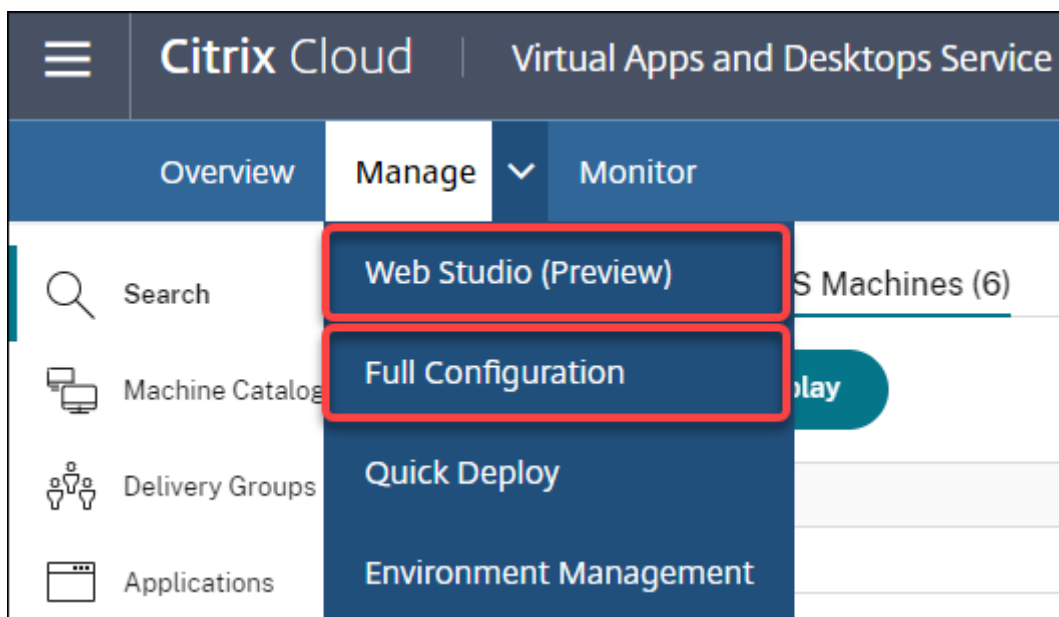 Citrix Cloud | Virtual Apps and Desktops Service
Overview Manage Monitor
Web Studio (Preview)
Search
S Machines (6)
Full Configuration
Machine Catalog
play
Quick Deploy
Delivery Groups
Environment Management
Applications